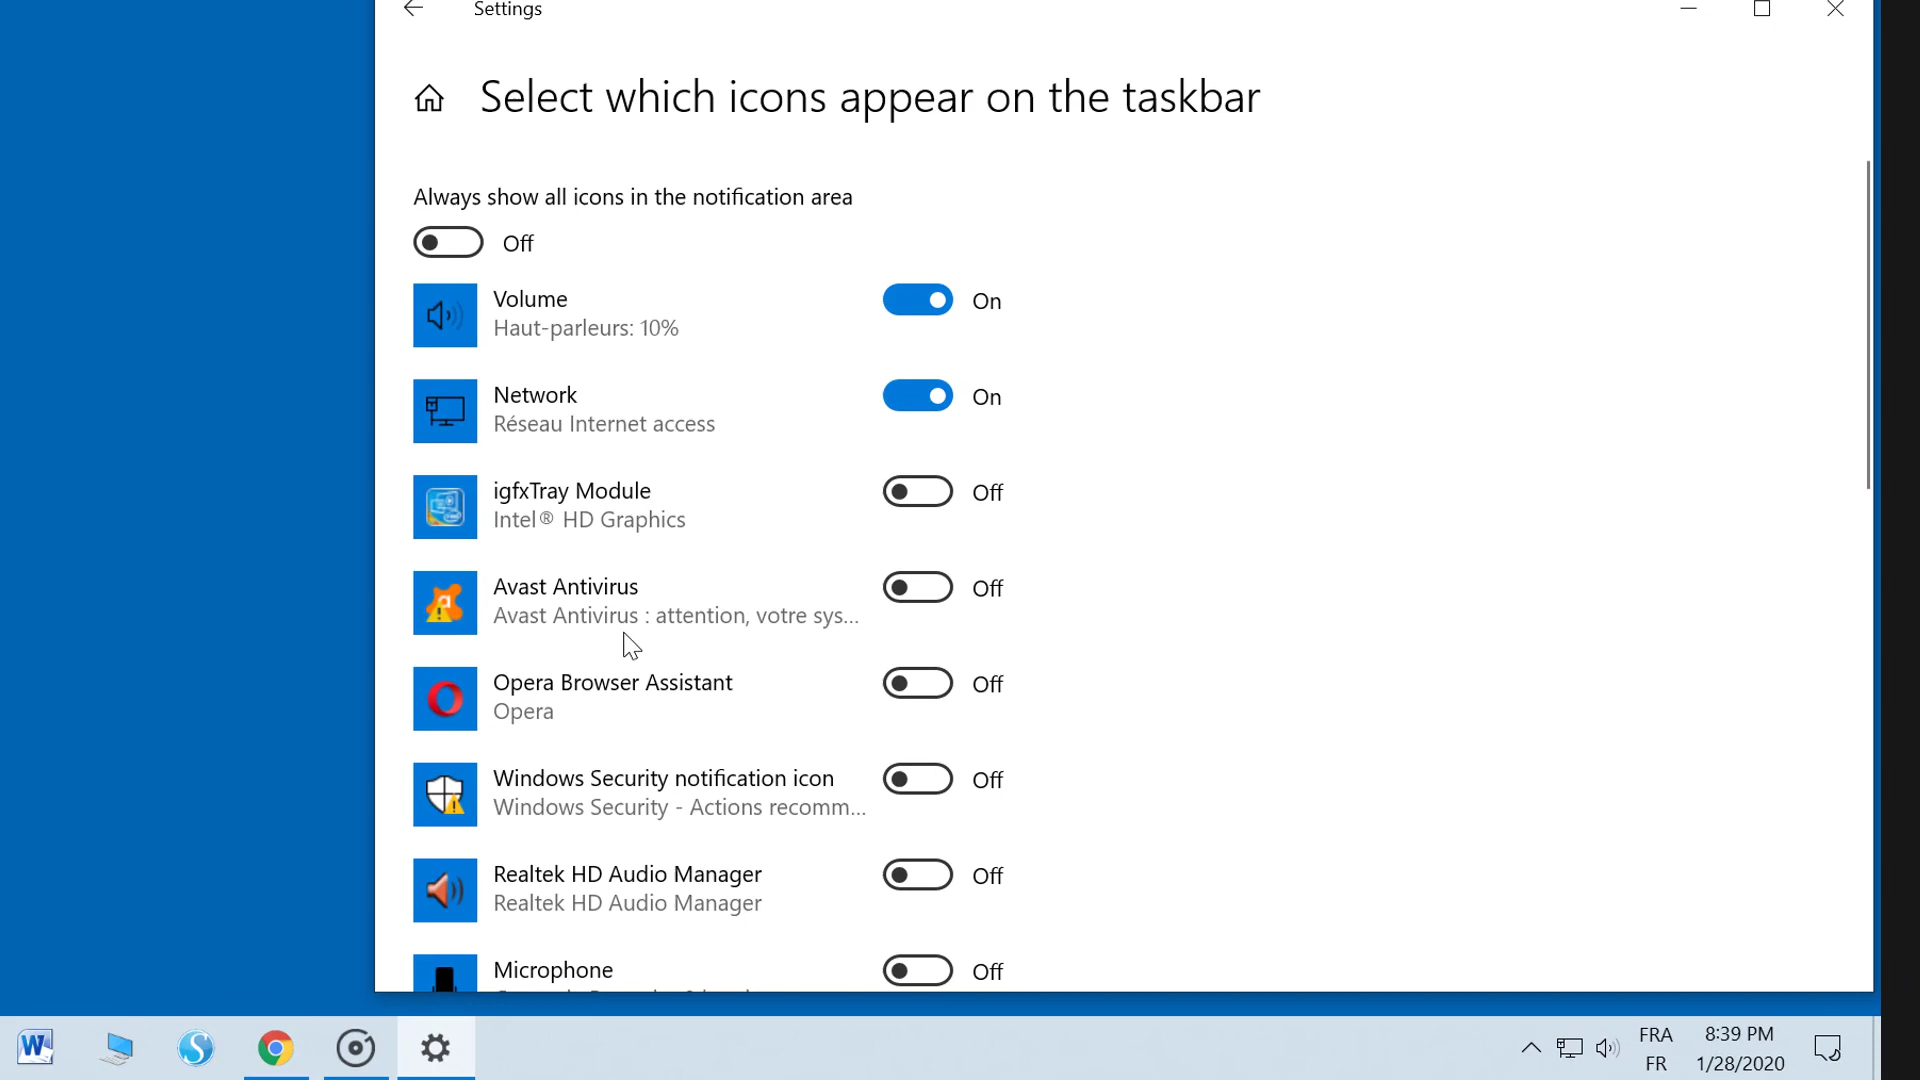 Settings
Select which icons appear on the taskbar
Always show all icons in the notification area
Off
Volume
On
Haut-parleurs: 10%
Network
On
Réseau Internet access
igfxTray Module
Off
Intel® HD Graphics
Avast Antivirus
Off
Avast Antivirus : attention, votre sys...
Opera Browser Assistant
Off
Opera
Windows Security notification icon
Off
Windows Security - Actions recomm...
Realtek HD Audio Manager
Off
Realtek HD Audio Manager
Microphone
Off
FRA
FR
8:39 PM
1/28/2020